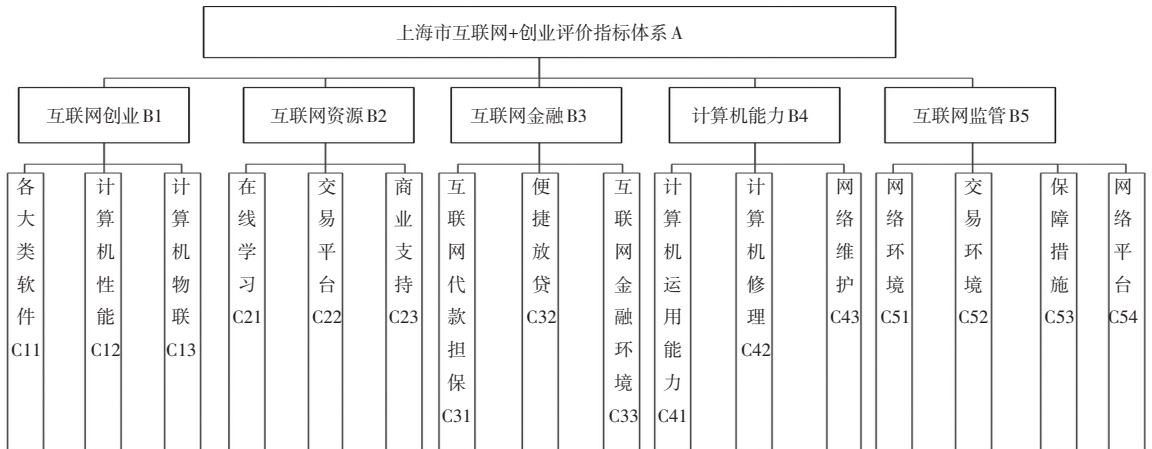 上海市互联网+创业评价指标体系 A
互联网创业 B1
互联网资源 B2
互联网金融 B3
计算机能力 B4
互联网监管 B5
各大类软件 C11
计算机性能 C12
计算机物联 C13
在线学习 C21
交易平台 C22
商业支持 C23
互联网代款担保 C31
便捷放贷 C32
互联网金融环境 C33
计算机运用能力 C41
计算机修理 C42
网络维护 C43
网络环境 C51
交易环境 C52
保障措施 C53
网络平台 C54